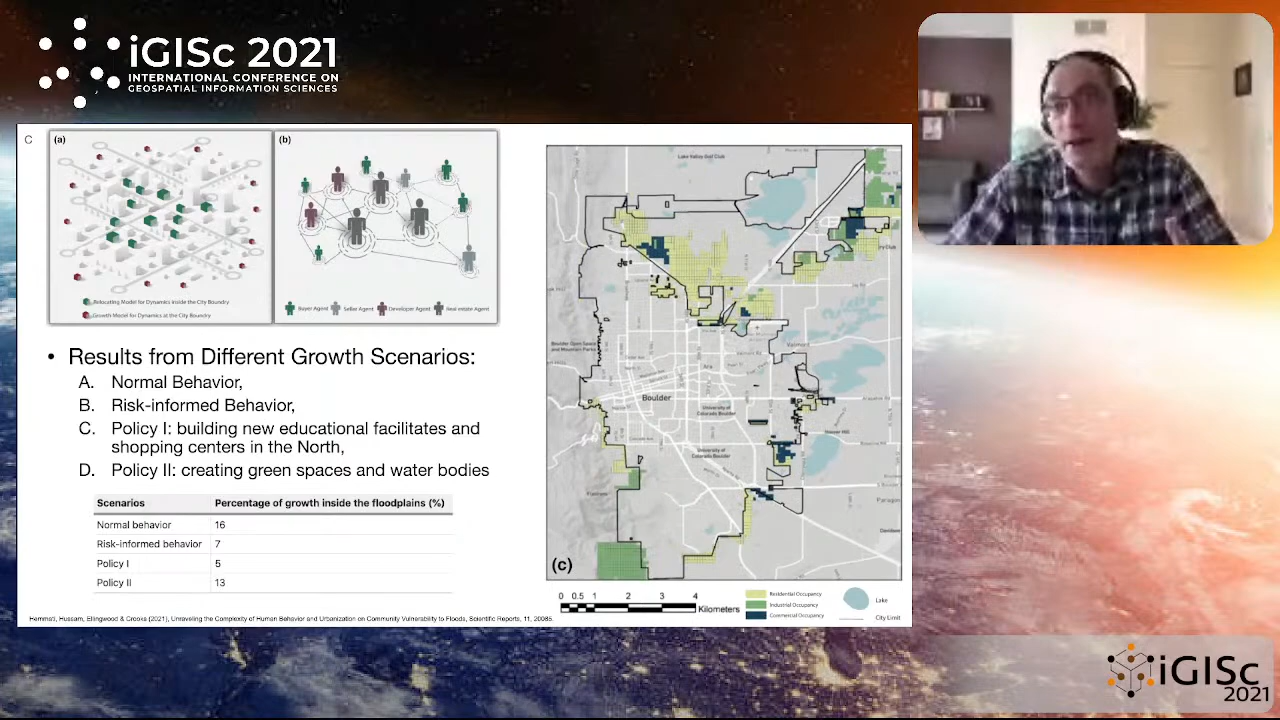 iGISc 2021
INTERNATIONAL CONFERENCE ON
GEOSPATIAL INFORMATION SCIENCES
C
(a)
(b)
Relocating Model for Dynamics inside the City Boundry
Growth Model for Dynamics at the City Boundry
Buyer Agent
Seller Agent
Developer Agent
Real estate Agent
• Results from Different Growth Scenarios:
A. Normal Behavior,
B. Risk-informed Behavior,
C. Policy I: building new educational facilitates and
shopping centers in the North,
D. Policy II: creating green spaces and water bodies
Scenarios Percentage of growth inside the floodplains (%)
Normal behavior 16
Risk-informed behavior 7
Policy I 5
Policy II 13
Hemmati, Hussam, Ellingwood & Crooks (2021), Unraveling the Complexity of Human Behavior and Urbanization on Community Vulnerability to Floods, Scientific Reports, 11, 20085.
Lake Valley Golf Club
Boulder Open Space
and Mountain Parks
Valmont
Boulder
University of
Colorado Boulder
University of
Colorado Boulder
Paragon
(c)
0 0.5 1 2 3 4
Kilometers
Residential Occupancy
Industrial Occupancy
Commercial Occupancy
Lake
City Limit
iGISc
2021